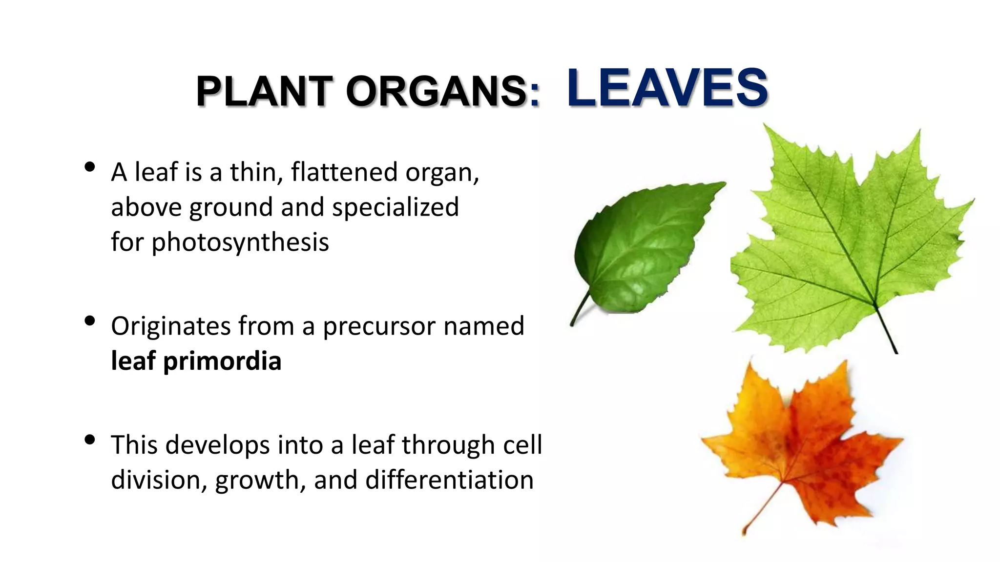 PLANT ORGANS: LEAVES
• A leaf is a thin, flattened organ,
above ground and specialized
for photosynthesis
• Originates from a precursor named
leaf primordia
• This develops into a leaf through cell
division, growth, and differentiation